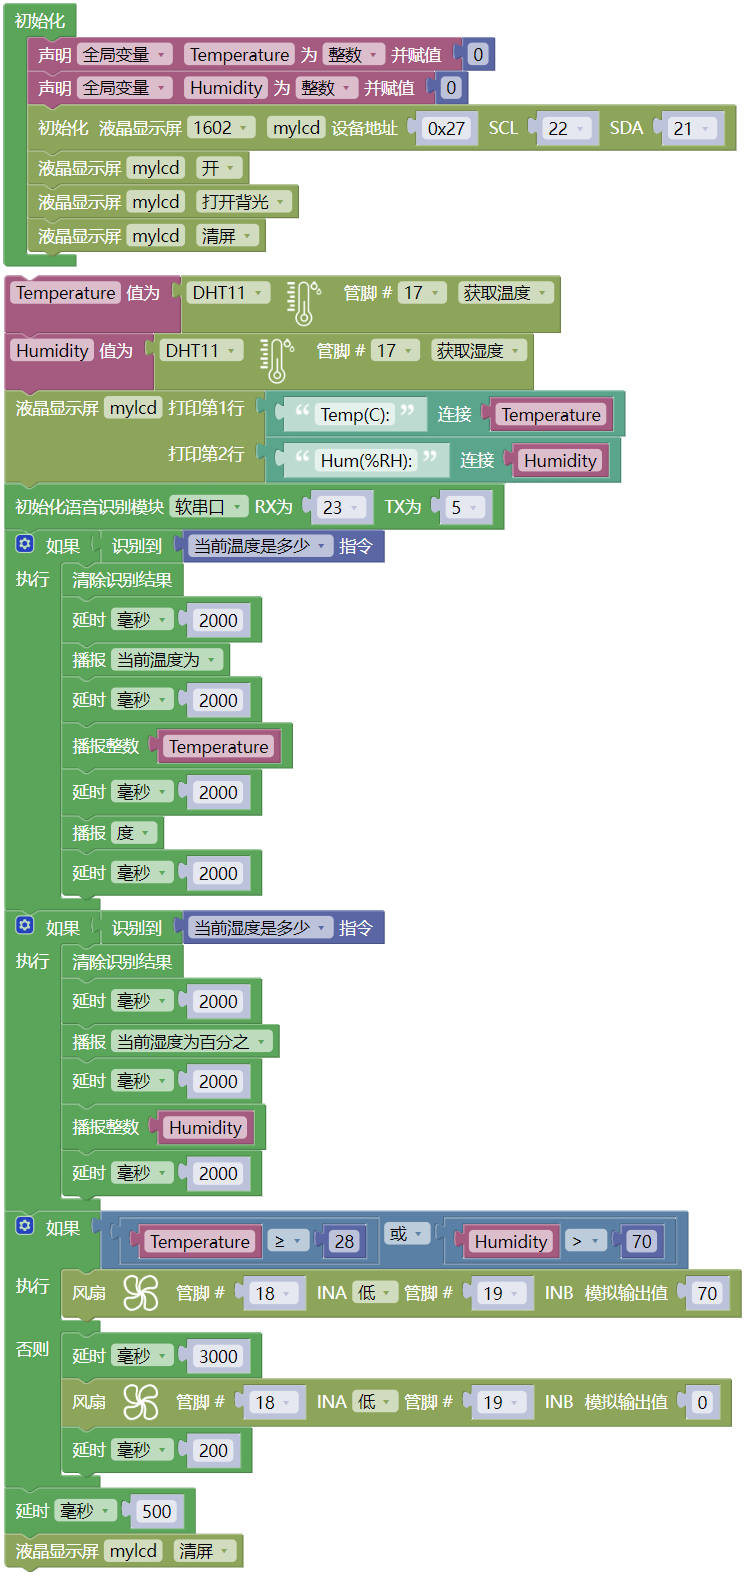 初始化
声明 全局变量 Temperature 为 整数 并赋值 0
声明 全局变量 Humidity 为 整数 并赋值 0
初始化 液晶显示屏 1602 mylcd 设备地址 0x27 SCL 22 SDA 21
液晶显示屏 mylcd 开
液晶显示屏 mylcd 打开背光
液晶显示屏 mylcd 清屏
Temperature 值为 DHT11 管脚 # 17 获取温度
Humidity 值为 DHT11 管脚 # 17 获取湿度
液晶显示屏 mylcd 打印第1行 “ Temp(C): ” 连接 Temperature
打印第2行 “ Hum(%RH): ” 连接 Humidity
初始化语音识别模块 软串口 RX为 23 TX为 5
如果 识别到 当前温度是多少 指令
执行 清除识别结果
延时 毫秒 2000
播报 当前温度为
延时 毫秒 2000
播报整数 Temperature
延时 毫秒 2000
播报 度
延时 毫秒 2000
如果 识别到 当前湿度是多少 指令
执行 清除识别结果
延时 毫秒 2000
播报 当前湿度为百分之
延时 毫秒 2000
播报整数 Humidity
延时 毫秒 2000
如果 Temperature ≥ 28 或 Humidity > 70
执行 风扇 管脚 # 18 INA 低 管脚 # 19 INB 模拟输出值 70
否则 延时 毫秒 3000
风扇 管脚 # 18 INA 低 管脚 # 19 INB 模拟输出值 0
延时 毫秒 200
延时 毫秒 500
液晶显示屏 mylcd 清屏